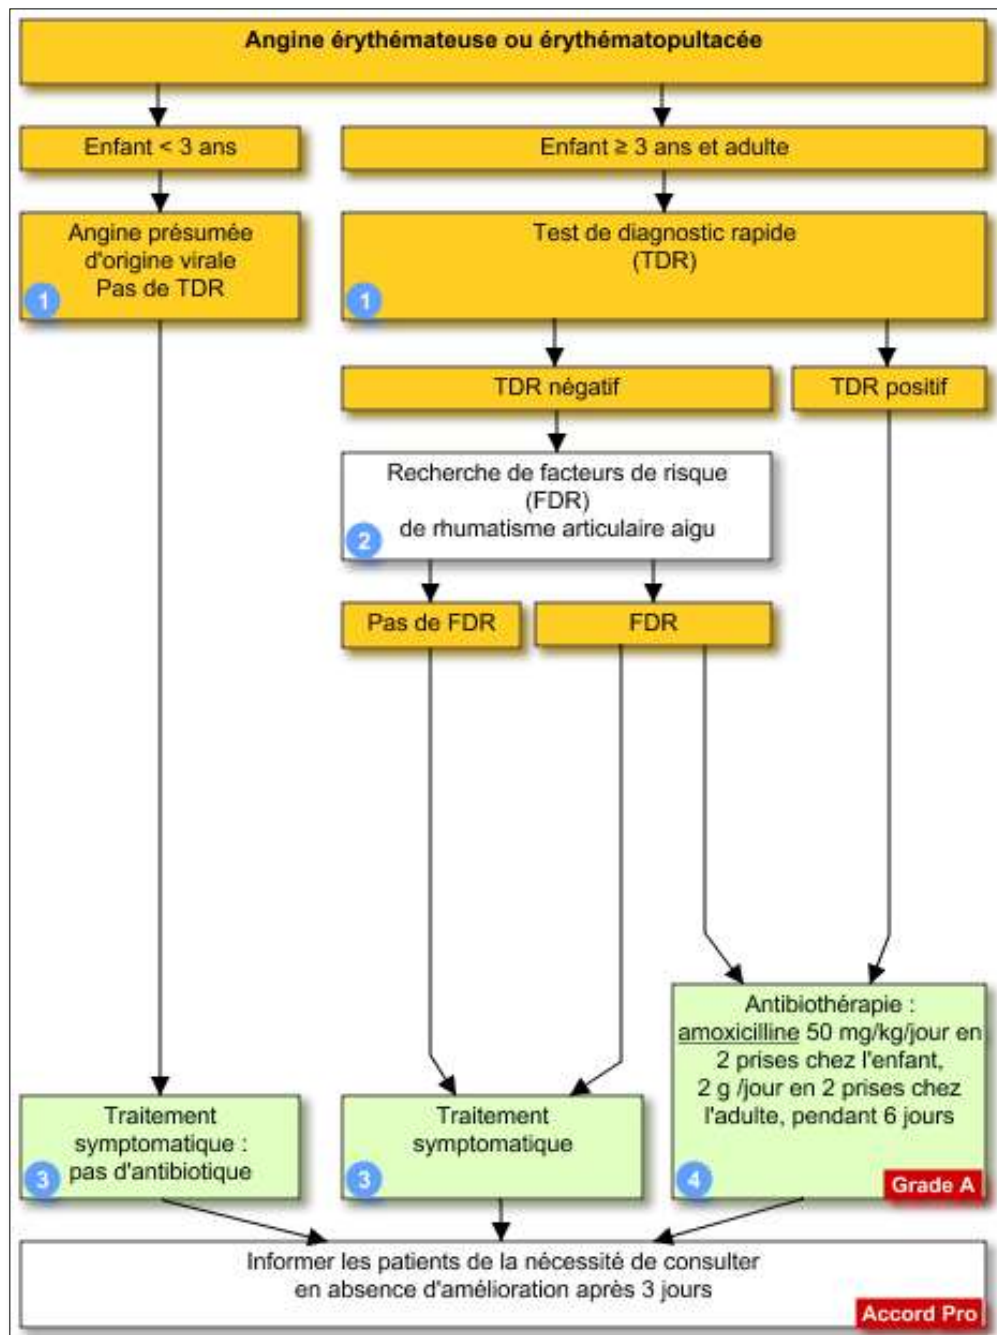 Angine érythémateuse ou érythématopultacée
Enfant < 3 ans
Enfant ≥ 3 ans et adulte
Angine présumée
d'origine virale
Pas de TDR
1
Test de diagnostic rapide
(TDR)
1
TDR négatif
TDR positif
Recherche de facteurs de risque
(FDR)
de rhumatisme articulaire aigu
2
Pas de FDR
FDR
Antibiothérapie :
amoxicilline 50 mg/kg/jour en
2 prises chez l'enfant,
2 g /jour en 2 prises chez
l'adulte, pendant 6 jours
4
Grade A
Traitement
symptomatique :
pas d'antibiotique
3
Traitement
symptomatique
3
Informer les patients de la nécessité de consulter
en absence d'amélioration après 3 jours
Accord Pro